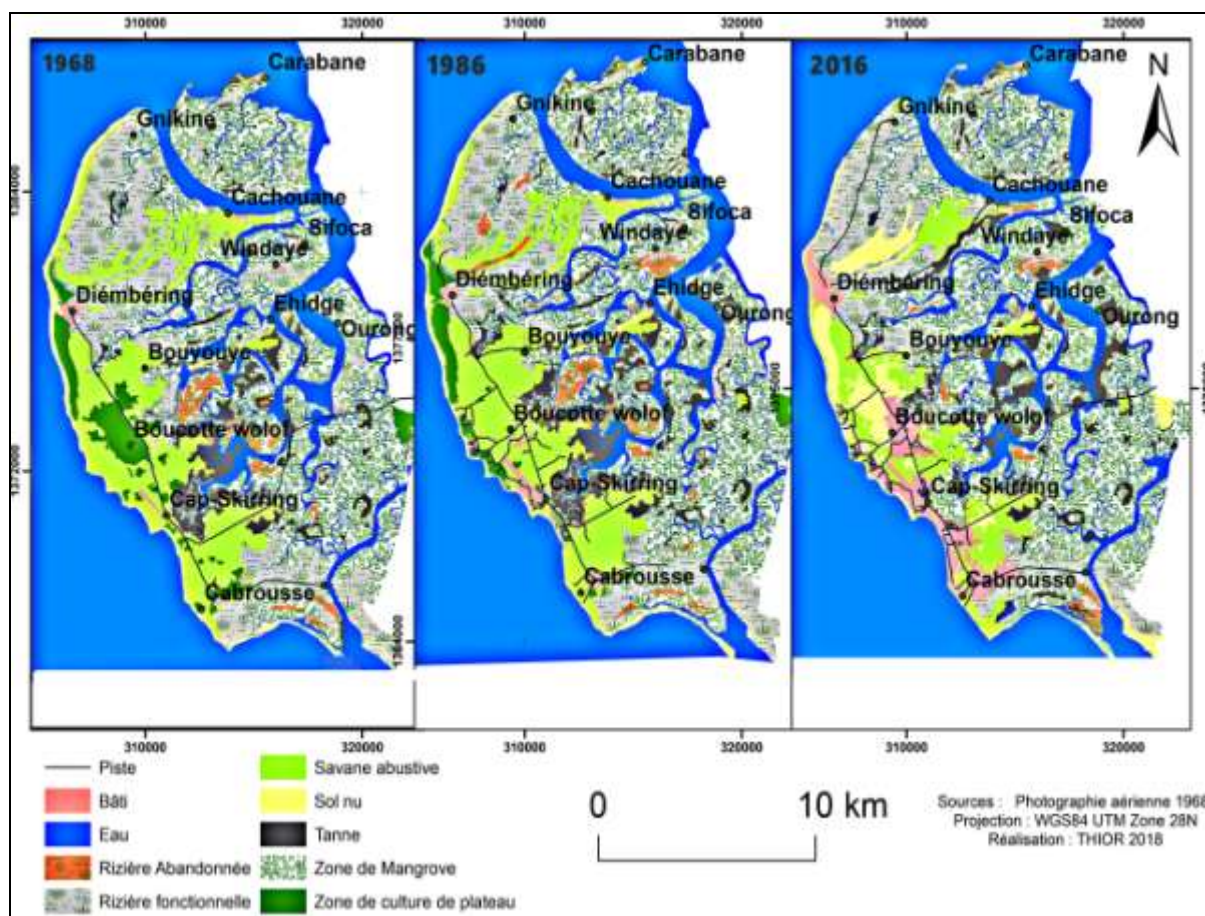 310000 320000 310000 320000 310000 320000
1968
Carabane
Gnikine
Cachouane
Sifoca
Windaye
Diémbéring
Ehidge
Ourong
Bouyouye
Boucotte wolof
Cap-Skirring
Cabrousse
1986
Carabane
Gnikine
Cachouane
Sifoca
Windaye
Diémbéring
Ehidge
Ourong
Bouyouye
Boucotte wolof
Cap-Skirring
Cabrousse
2016
N
Carabane
Gnikine
Cachouane
Sifoca
Windaye
Diémbéring
Ehidge
Ourong
Bouyouye
Boucotte wolof
Cap-Skirring
Cabrousse
1384000
1372000
1364000
310000 320000 310000 320000 310000 320000
Piste
Bâti
Eau
Rizière Abandonnée
Rizière fonctionnelle
Savane abustive
Sol nu
Tanne
Zone de Mangrove
Zone de culture de plateau
0 10 km
Sources : Photographie aérienne 1968
Projection : WGS84 UTM Zone 28N
Réalisation : THIOR 2018